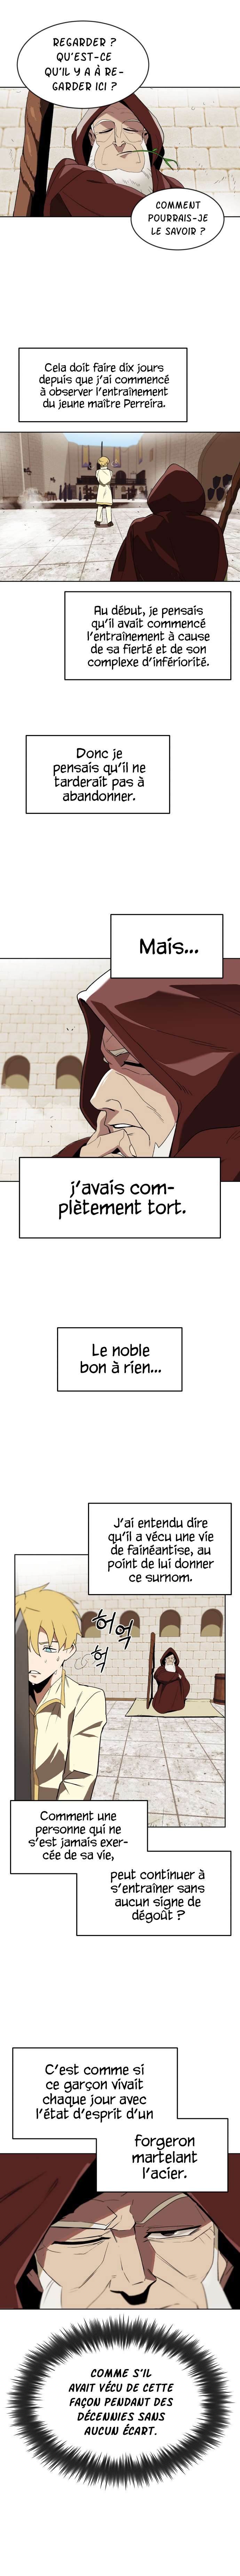 REGARDER ?
QU'EST-CE
QU'IL Y A À RE-
GARDER ICI ?
COMMENT
POURRAIS-JE
LE SAVOIR ?
Cela doit faire dix jours
depuis que j'ai commencé
à observer l'entraînement
du jeune maître Perreira.
Au début, je pensais
qu'il avait commencé
l'entraînement à cause
de sa fierté et de son
complexe d'infériorité.
Donc je
pensais qu'il ne
tarderait pas à
abandonner.
Mais...
j'avais com-
plètement tort.
Le noble
bon à rien...
J'ai entendu dire
qu'il a vécu une vie
de fainéantise, au
point de lui donner
ce surnom.
허억
허억
Comment une
personne qui ne
s'est jamais exer-
cée de sa vie,
peut continuer à
s'entraîner sans
aucun signe de
dégoût ?
C'est comme si
ce garçon vivait
chaque jour avec
l'état d'esprit d'un
forgeron
martelant
l'acier.
COMME S'IL
AVAIT VÉCU DE CETTE
FAÇON PENDANT DES
DÉCENNIES SANS
AUCUN ÉCART.